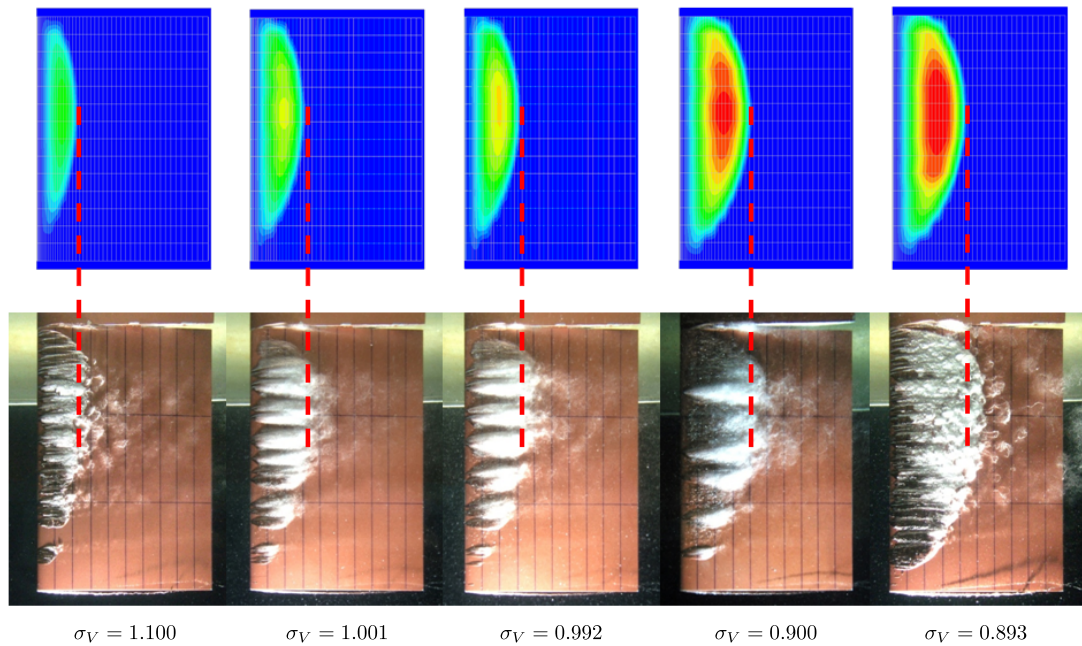 σ_V = 1.100
σ_V = 1.001
σ_V = 0.992
σ_V = 0.900
σ_V = 0.893